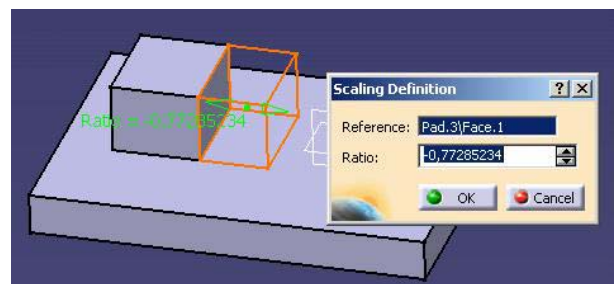 Ratio = -0,77285234
Scaling Definition
Reference: Pad.3\Face.1
Ratio: -0,77285234
OK Cancel